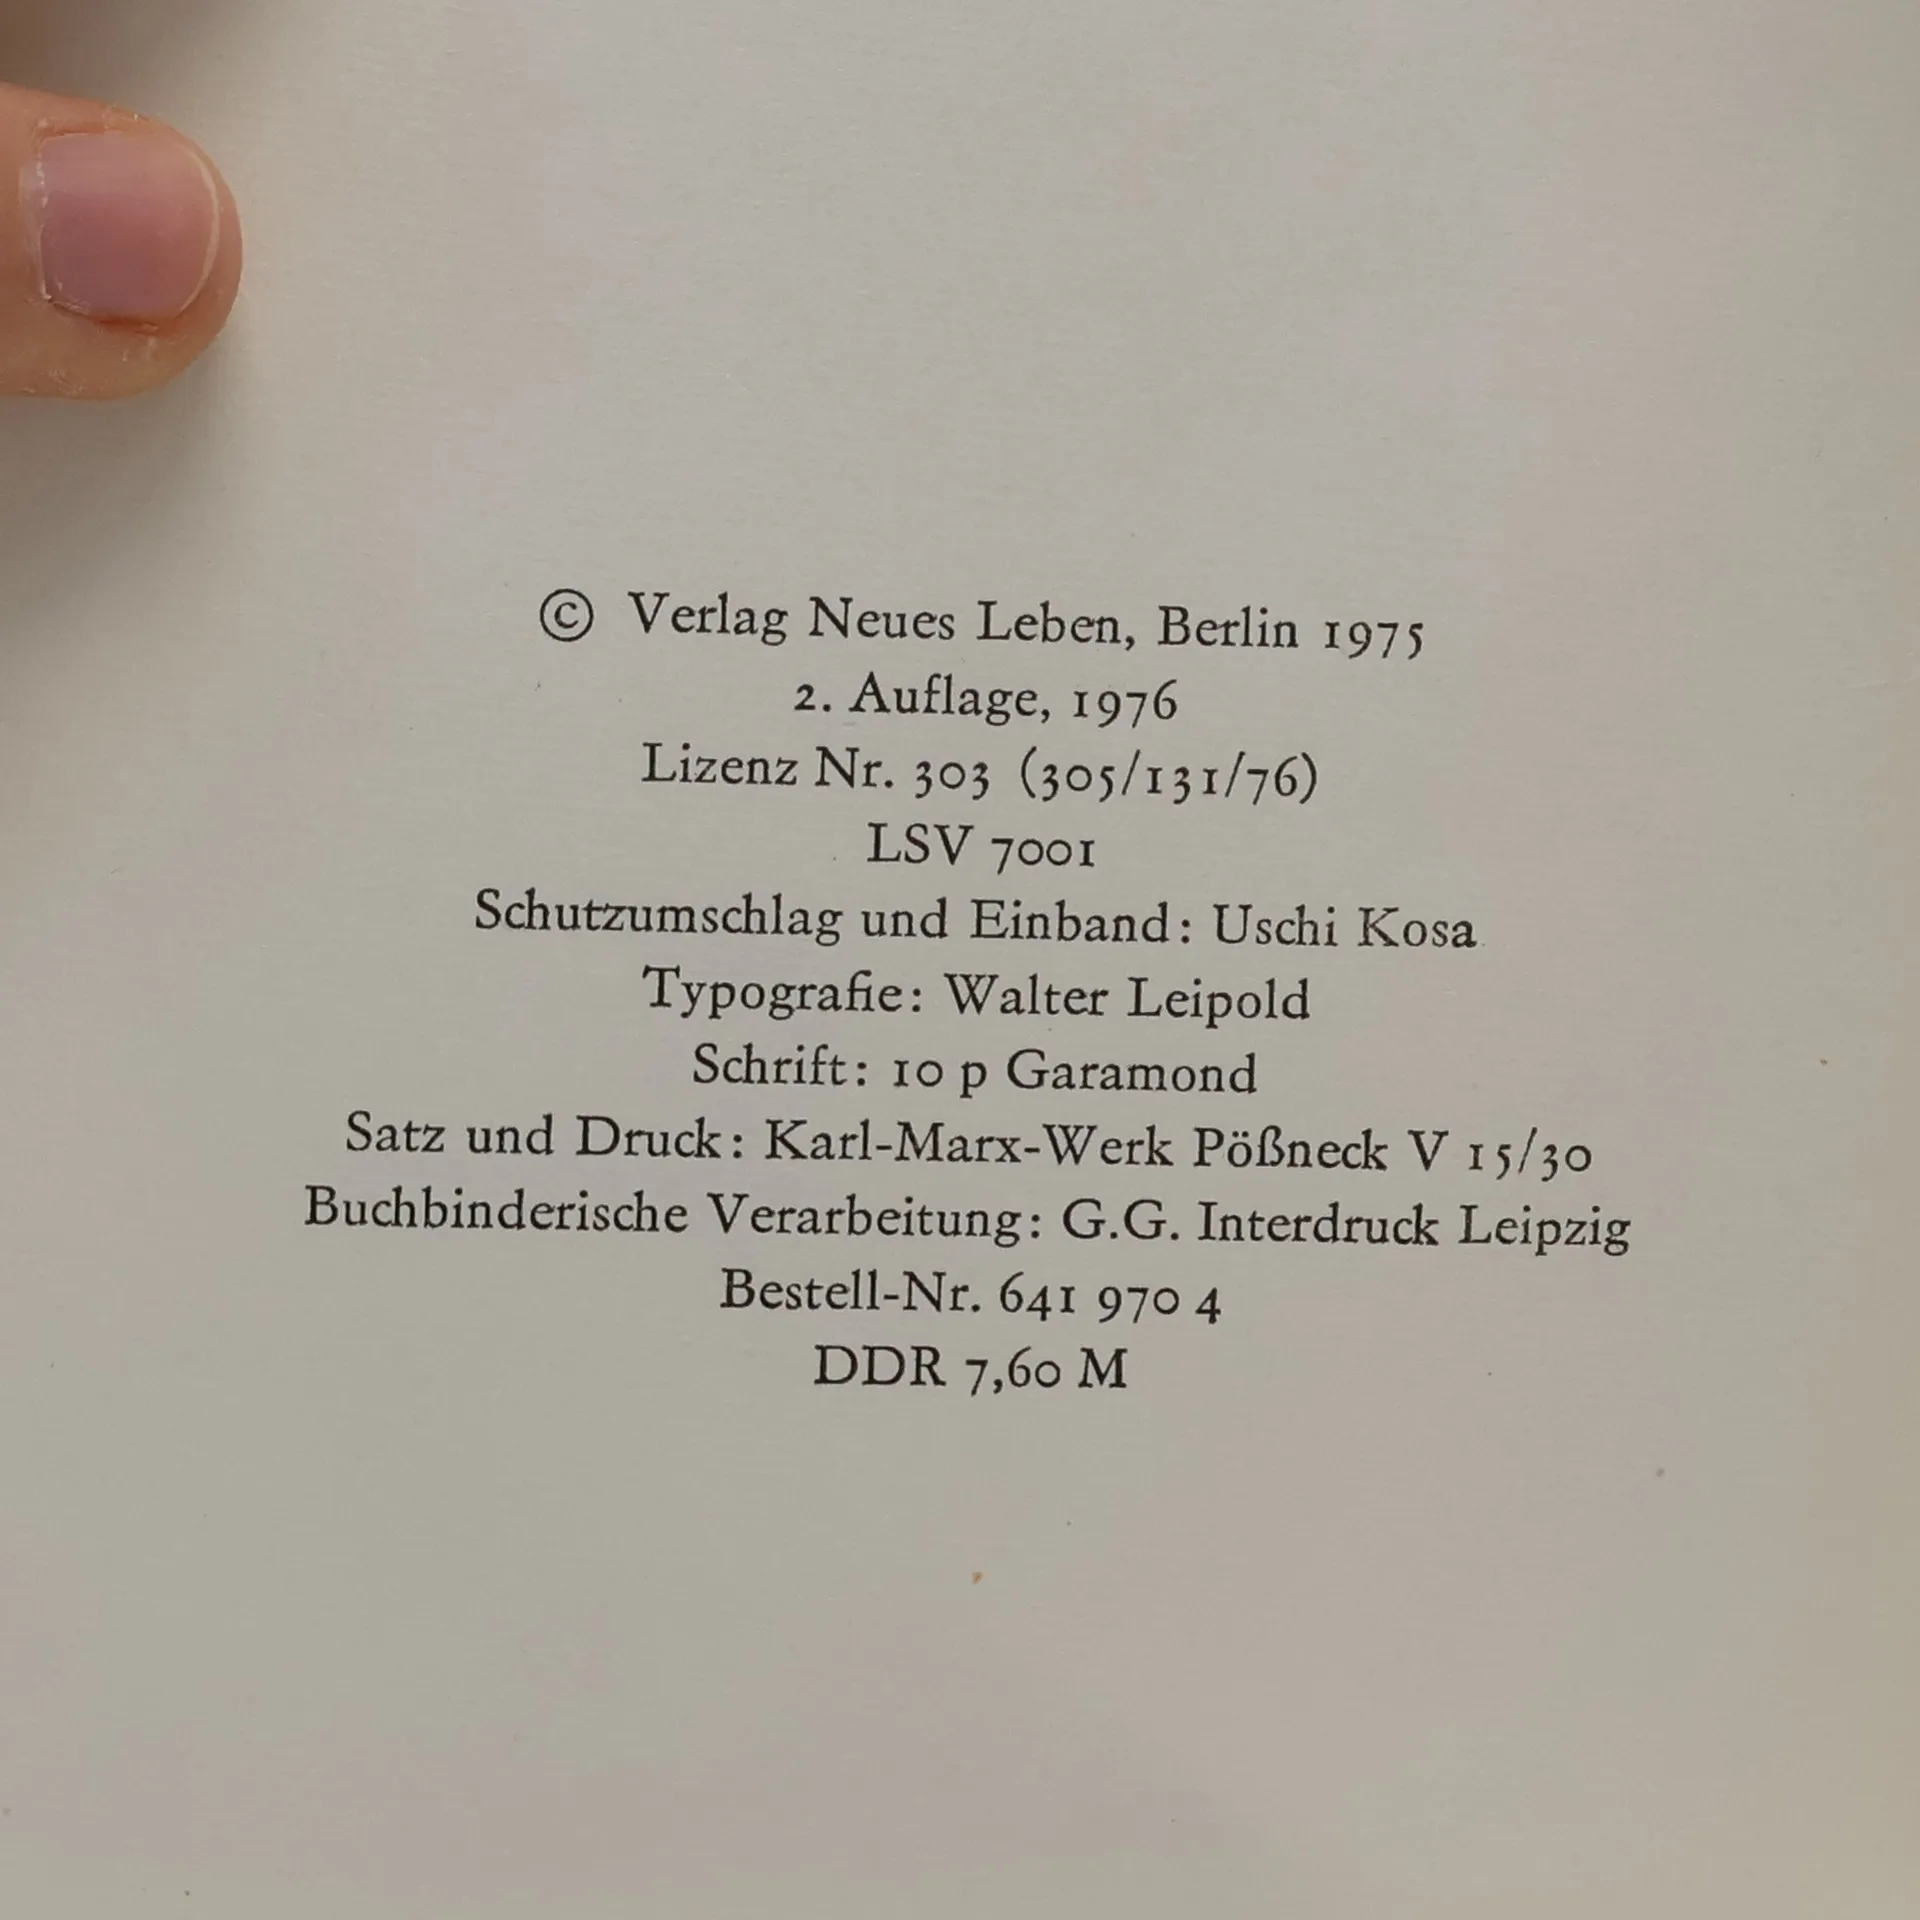 © Verlag Neues Leben, Berlin 1975
2. Auflage, 1976
Lizenz Nr. 303 (305/131/76)
LSV 7001
Schutzumschlag und Einband: Uschi Kosa
Typografie: Walter Leipold
Schrift: 10 p Garamond
Satz und Druck: Karl-Marx-Werk Pößneck V 15/30
Buchbinderische Verarbeitung: G.G. Interdruck Leipzig
Bestell-Nr. 641 970 4
DDR 7,60 M